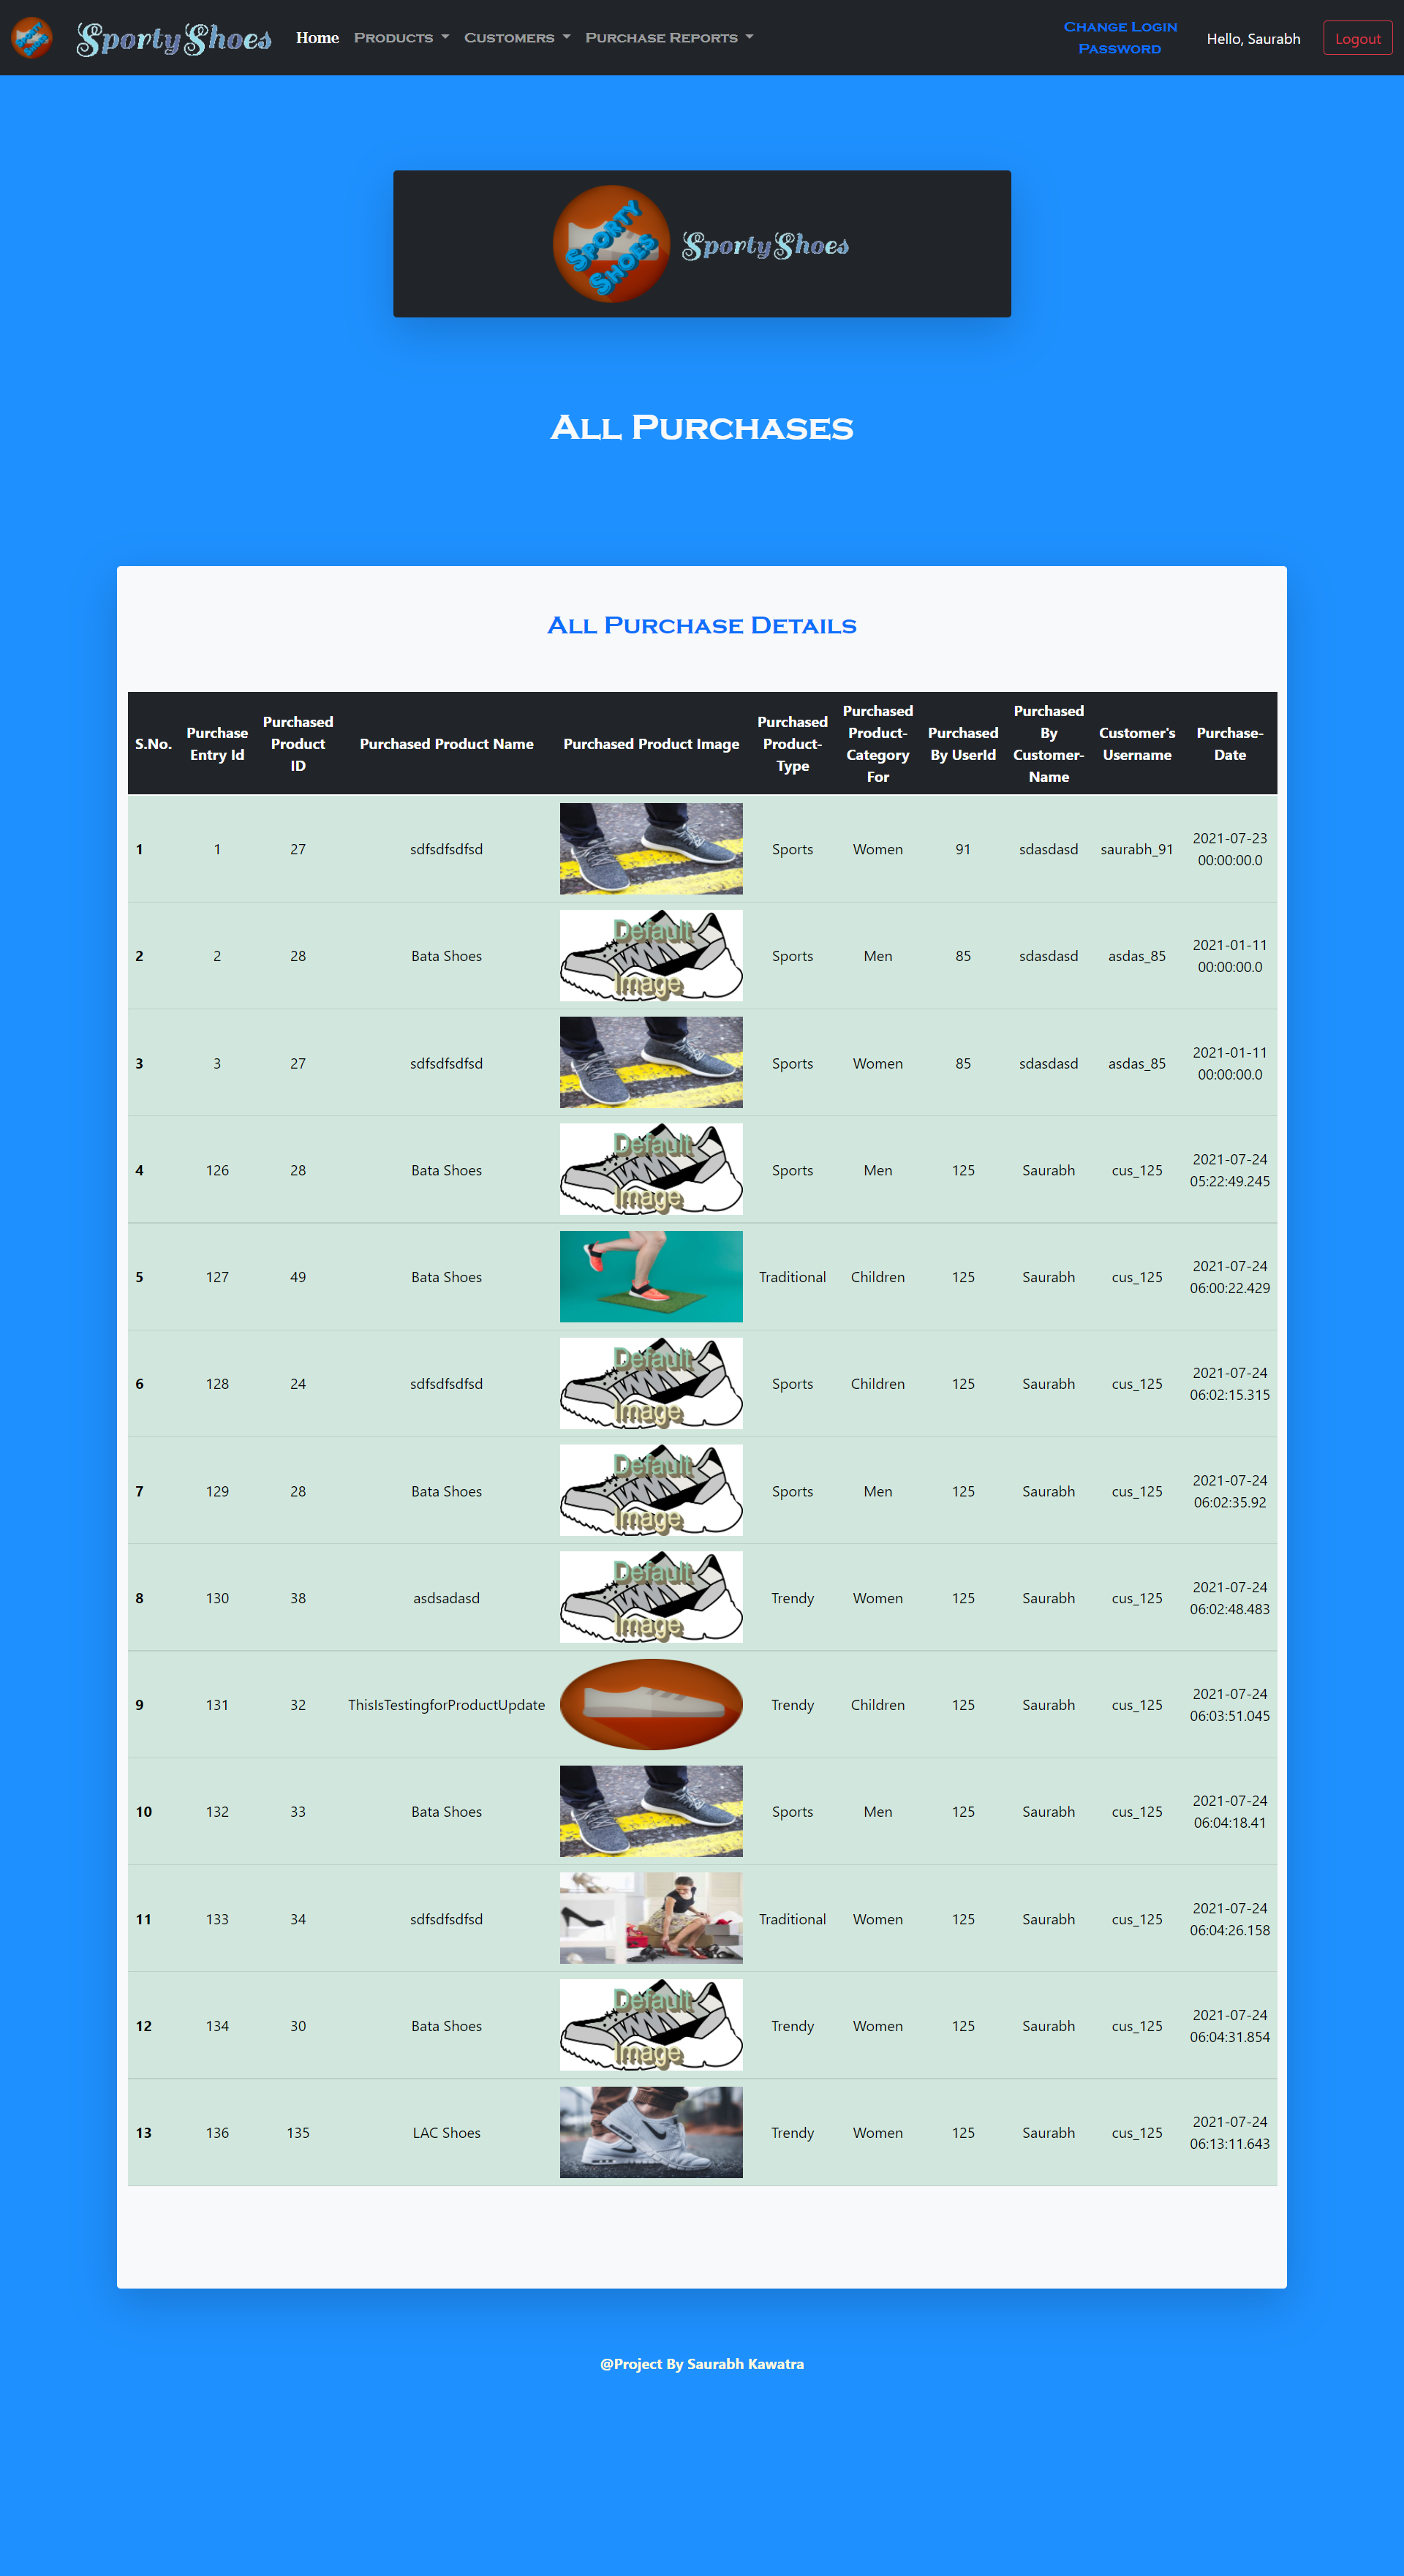 SPORTY SHOES SportyShoes Home Products Customers Purchase Reports Change Login Password Hello, Saurabh Logout
SPORTY SHOES SportyShoes
All Purchases
All Purchase Details
S.No. Purchase Entry Id Purchased Product ID Purchased Product Name Purchased Product Image Purchased Product-Type Purchased Product-Category For Purchased By UserId Purchased By Customer-Name Customer's Username Purchase-Date
1 1 27 sdfsdfsdfsd Sports Women 91 sdasdasd saurabh_91 2021-07-23 00:00:00.0
2 2 28 Bata Shoes Default Image Sports Men 85 sdasdasd asdas_85 2021-01-11 00:00:00.0
3 3 27 sdfsdfsdfsd Sports Women 85 sdasdasd asdas_85 2021-01-11 00:00:00.0
4 126 28 Bata Shoes Default Image Sports Men 125 Saurabh cus_125 2021-07-24 05:22:49.245
5 127 49 Bata Shoes Traditional Children 125 Saurabh cus_125 2021-07-24 06:00:22.429
6 128 24 sdfsdfsdfsd Default Image Sports Children 125 Saurabh cus_125 2021-07-24 06:02:15.315
7 129 28 Bata Shoes Default Image Sports Men 125 Saurabh cus_125 2021-07-24 06:02:35.92
8 130 38 asdsadasd Default Image Trendy Women 125 Saurabh cus_125 2021-07-24 06:02:48.483
9 131 32 ThisIsTestingforProductUpdate Trendy Children 125 Saurabh cus_125 2021-07-24 06:03:51.045
10 132 33 Bata Shoes Sports Men 125 Saurabh cus_125 2021-07-24 06:04:18.41
11 133 34 sdfsdfsdfsd Traditional Women 125 Saurabh cus_125 2021-07-24 06:04:26.158
12 134 30 Bata Shoes Default Image Trendy Women 125 Saurabh cus_125 2021-07-24 06:04:31.854
13 136 135 LAC Shoes Trendy Women 125 Saurabh cus_125 2021-07-24 06:13:11.643
@Project By Saurabh Kawatra